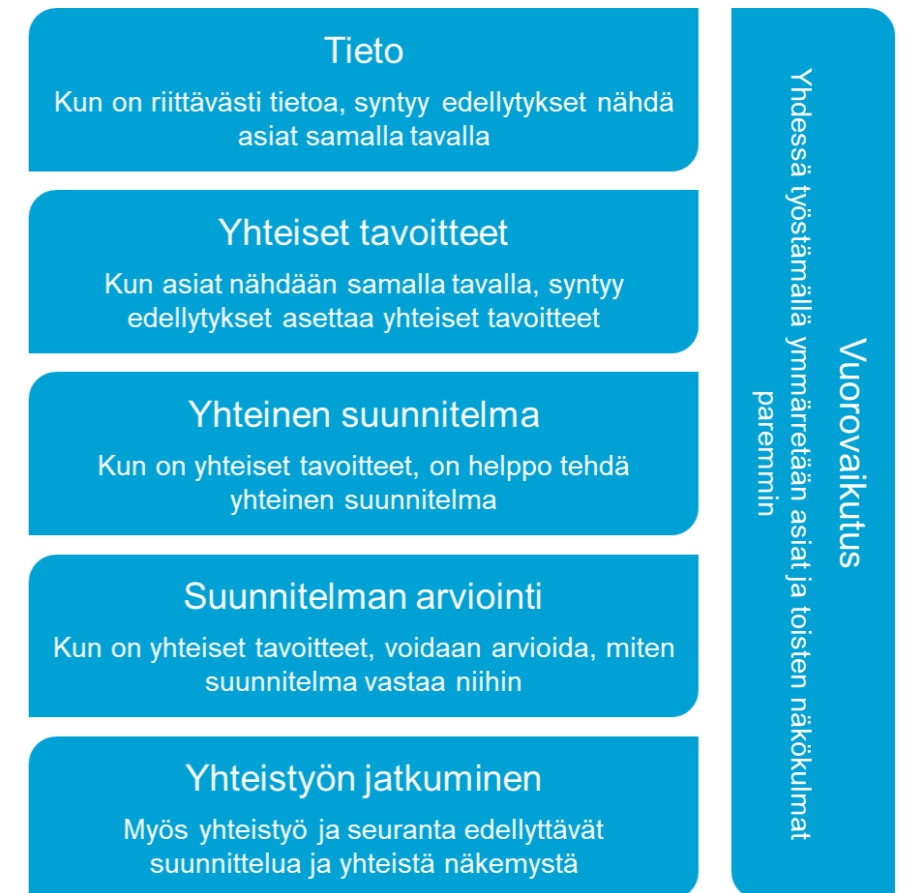 Tieto
Kun on riittävästi tietoa, syntyy edellytykset nähdä
asiat samalla tavalla
Yhteiset tavoitteet
Kun asiat nähdään samalla tavalla, syntyy
edellytykset asettaa yhteiset tavoitteet
Yhteinen suunnitelma
Kun on yhteiset tavoitteet, on helppo tehdä
yhteinen suunnitelma
Suunnitelman arviointi
Kun on yhteiset tavoitteet, voidaan arvioida, miten
suunnitelma vastaa niihin
Yhteistyön jatkuminen
Myös yhteistyö ja seuranta edellyttävät
suunnittelua ja yhteistä näkemystä
Vuorovaikutus
Yhdessä työstämällä ymmärretään asiat ja toisten näkökulmat
paremmin